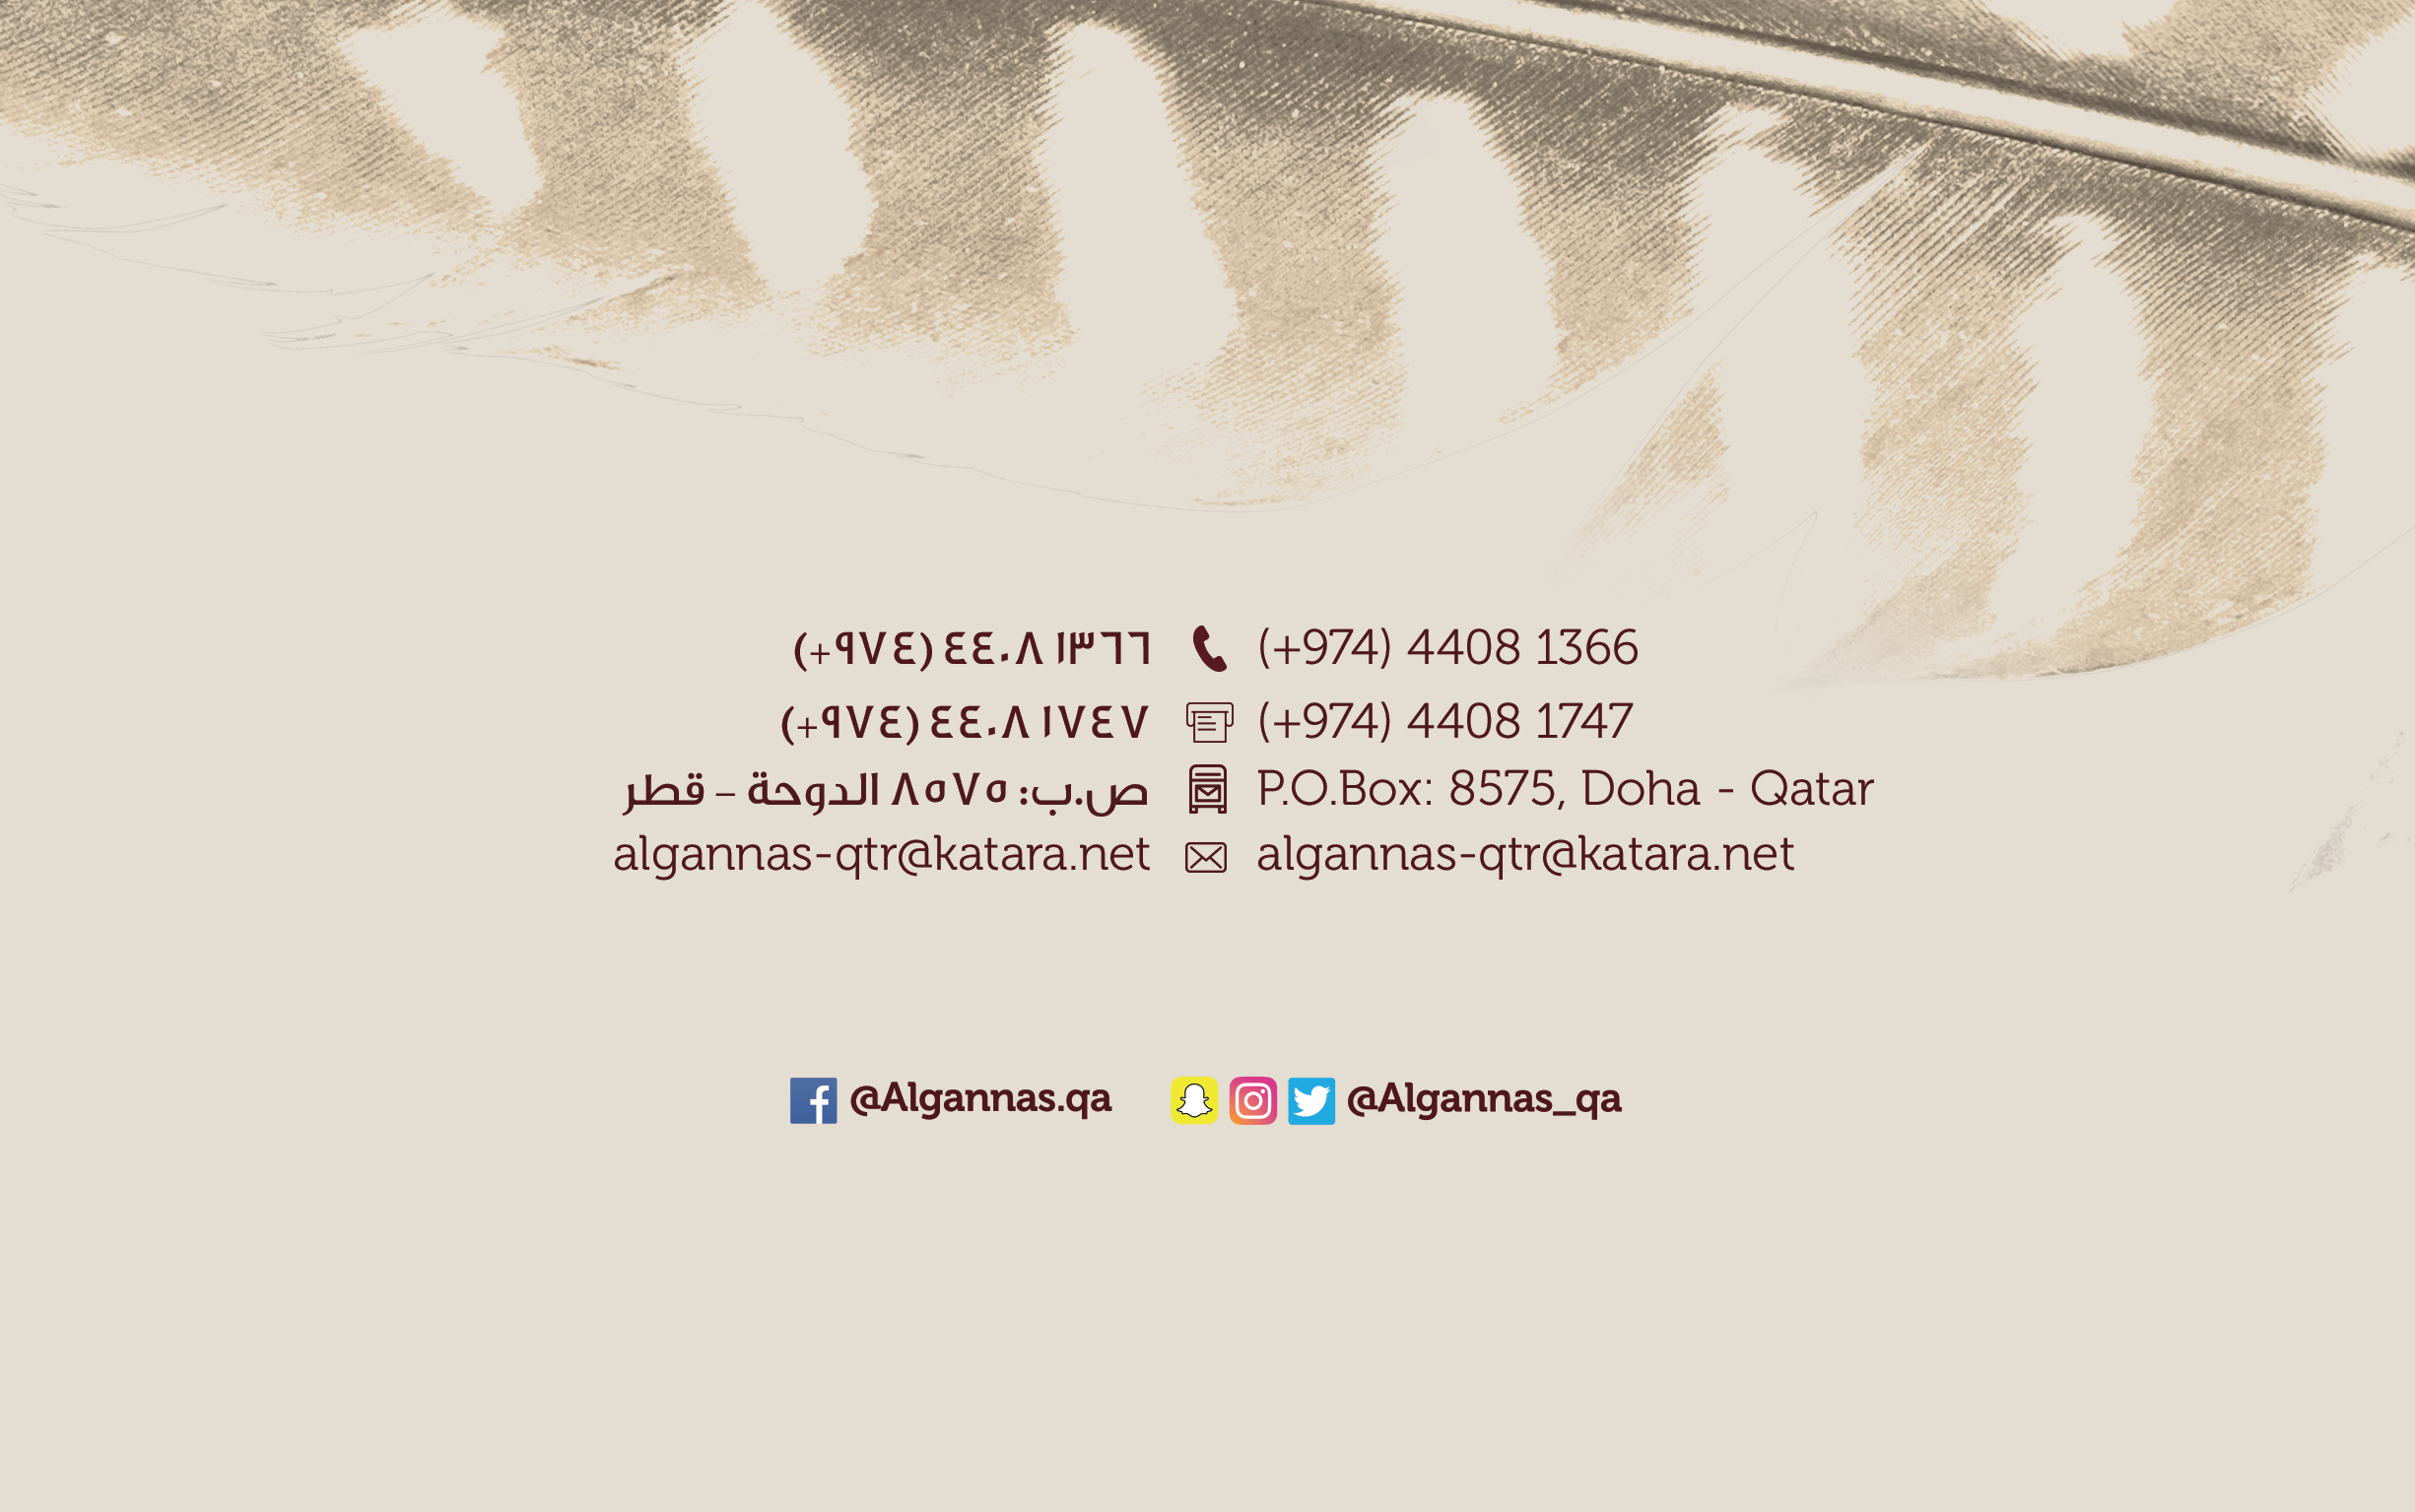 (+٩٧٤) ٤٤٠٨ ١٣٦٦ (+974) 4408 1366
(+٩٧٤) ٤٤٠٨ ١٧٤٧ (+974) 4408 1747
ص.ب: ٨٥٧٥ الدوحة – قطر P.O.Box: 8575, Doha - Qatar
algannas-qtr@katara.net algannas-qtr@katara.net
@Algannas.qa @Algannas_qa